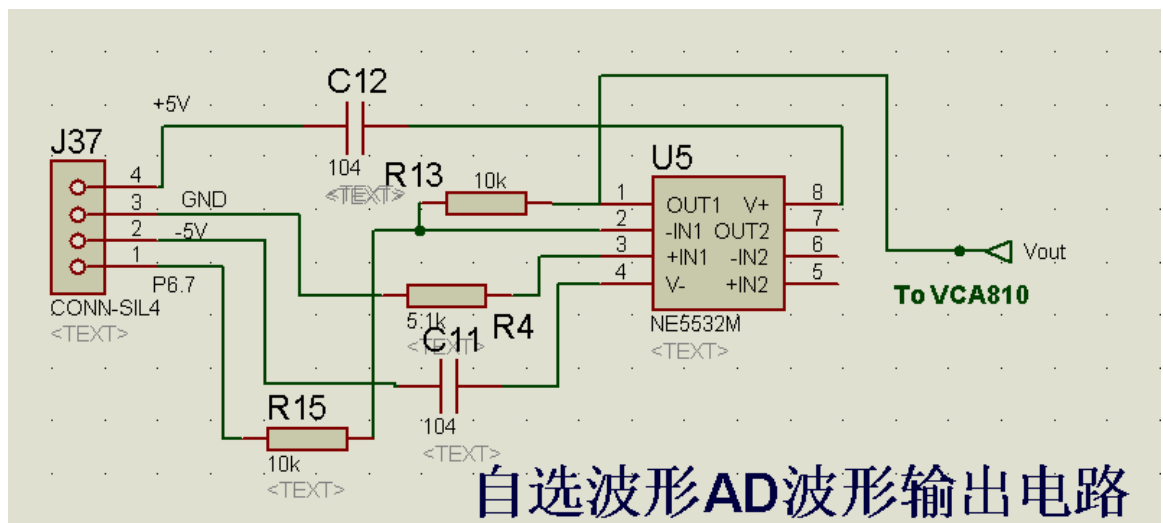 C12
+5V
J37
104
<TEXT>
R13
10k
U5
4
3
2
1
GND
-5V
P6.7
CONN-SIL4
<TEXT>
1
2
3
4
OUT1 V+
-IN1 OUT2
+IN1 -IN2
V- +IN2
8
7
6
5
NE5532M
<TEXT>
Vout
To VCA810
5.1k
<TEXT>
R4
C11
104
<TEXT>
R15
10k
<TEXT>
自选波形AD波形输出电路